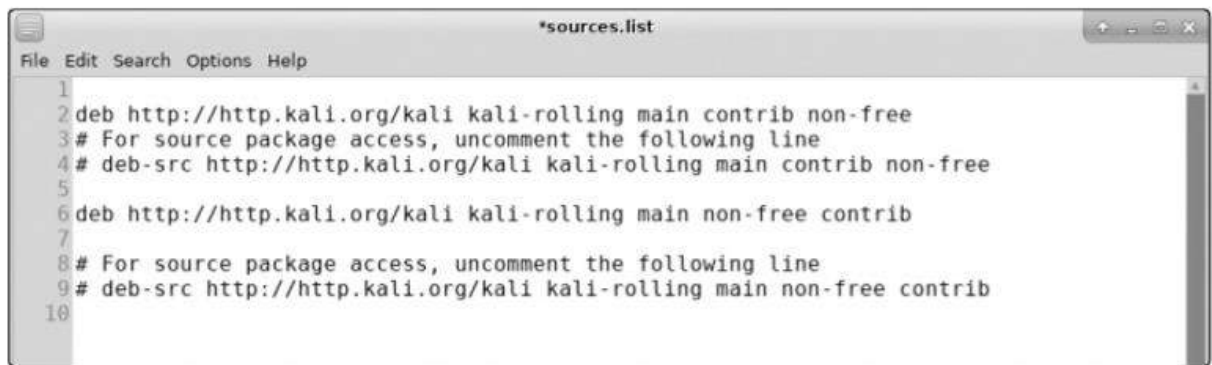 *sources.list
File Edit Search Options Help
1
2 deb http://http.kali.org/kali kali-rolling main contrib non-free
3 # For source package access, uncomment the following line
4 # deb-src http://http.kali.org/kali kali-rolling main contrib non-free
5
6 deb http://http.kali.org/kali kali-rolling main non-free contrib
7
8 # For source package access, uncomment the following line
9 # deb-src http://http.kali.org/kali kali-rolling main non-free contrib
10